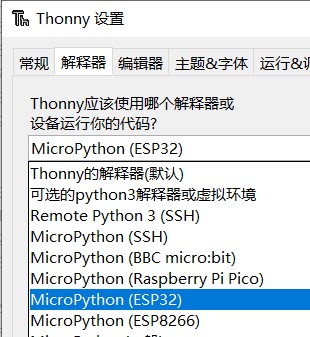 Thonny 设置
常规 解释器 编辑器 主题&字体 运行&
Thonny应该使用哪个解释器或
设备运行你的代码?
MicroPython (ESP32)
Thonny的解释器(默认)
可选的python3解释器或虚拟环境
Remote Python 3 (SSH)
MicroPython (SSH)
MicroPython (BBC micro:bit)
MicroPython (Raspberry Pi Pico)
MicroPython (ESP32)
MicroPython (ESP8266)